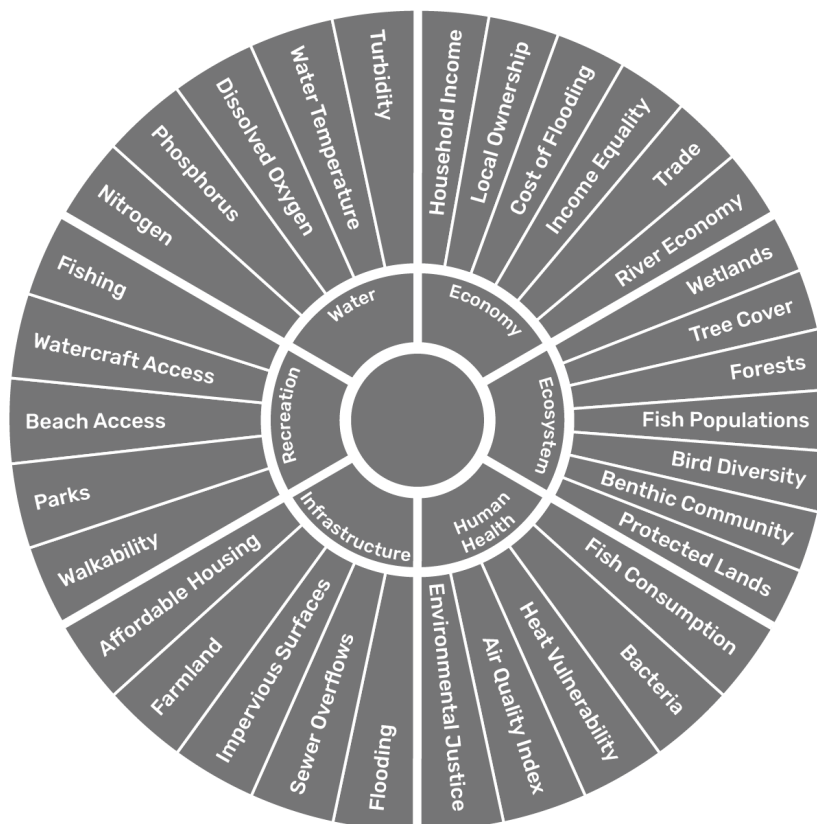 Water
Turbidity
Water Temperature
Dissolved Oxygen
Phosphorus
Nitrogen
Economy
Household Income
Local Ownership
Cost of Flooding
Income Equality
Trade
River Economy
Ecosystem
Wetlands
Tree Cover
Forests
Fish Populations
Bird Diversity
Benthic Community
Protected Lands
Human
Health
Fish Consumption
Bacteria
Heat Vulnerability
Air Quality Index
Environmental Justice
Infrastructure
Flooding
Sewer Overflows
Impervious Surfaces
Farmland
Affordable Housing
Recreation
Walkability
Parks
Beach Access
Watercraft Access
Fishing